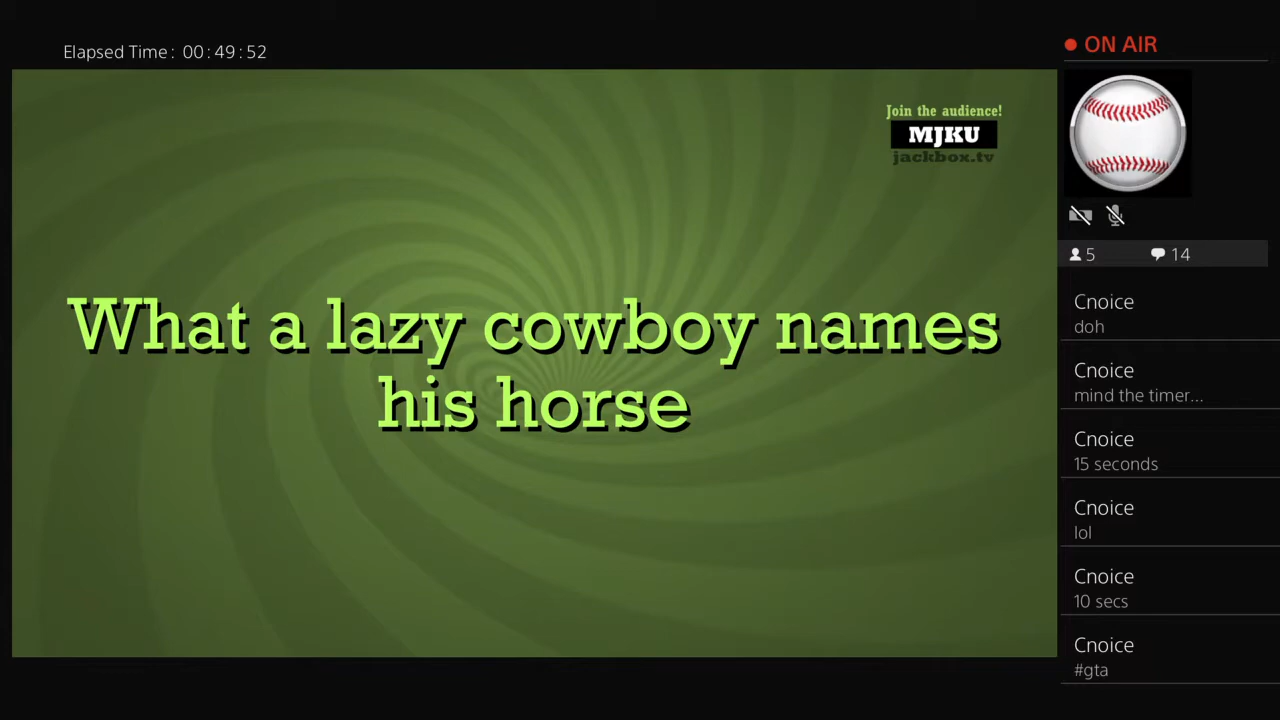 Elapsed Time: 00:49:52
ON AIR
Join the audience!
MJKU
jackbox.tv
What a lazy cowboy names
his horse
5 14
Cnoice
doh
Cnoice
mind the timer...
Cnoice
15 seconds
Cnoice
lol
Cnoice
10 secs
Cnoice
#gta